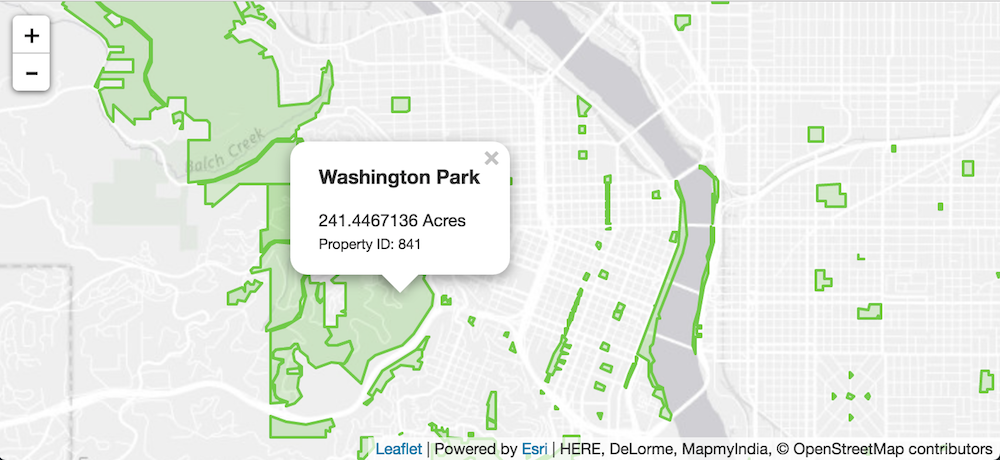 +
−
Balch Creek
×
Washington Park
241.4467136 Acres
Property ID: 841
Leaflet | Powered by Esri | HERE, DeLorme, MapmyIndia, © OpenStreetMap contributors